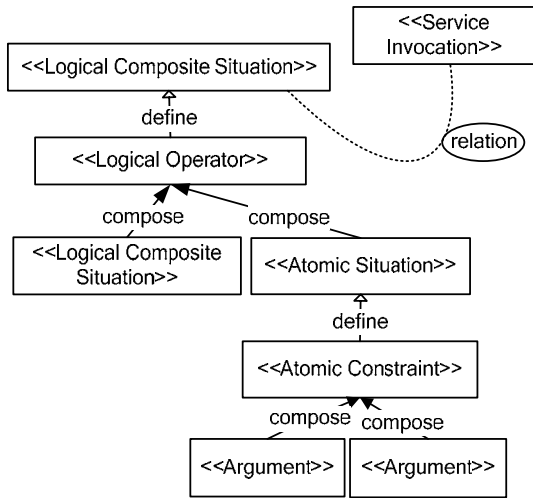 <<Service
Invocation>>
<<Logical Composite Situation>>
define
relation
<<Logical Operator>>
compose
compose
<<Logical Composite
Situation>>
<<Atomic Situation>>
define
<<Atomic Constraint>>
compose
compose
<<Argument>>
<<Argument>>